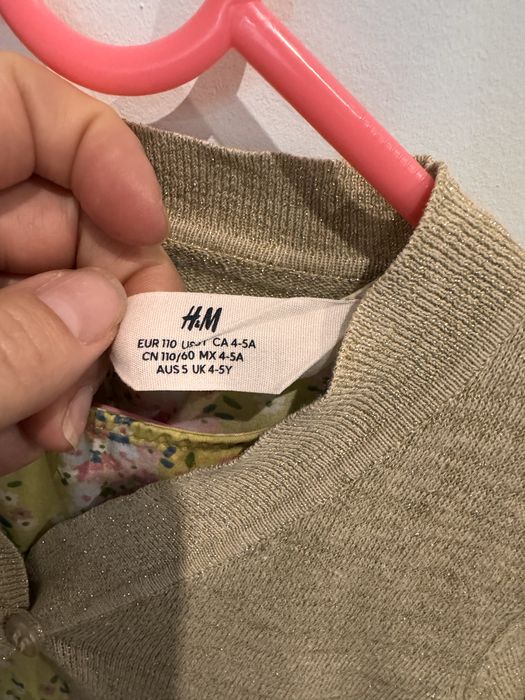 H&M
EUR 110 CA 4-5A
CN 110/60 MX 4-5A
AUS 5 UK 4-5Y